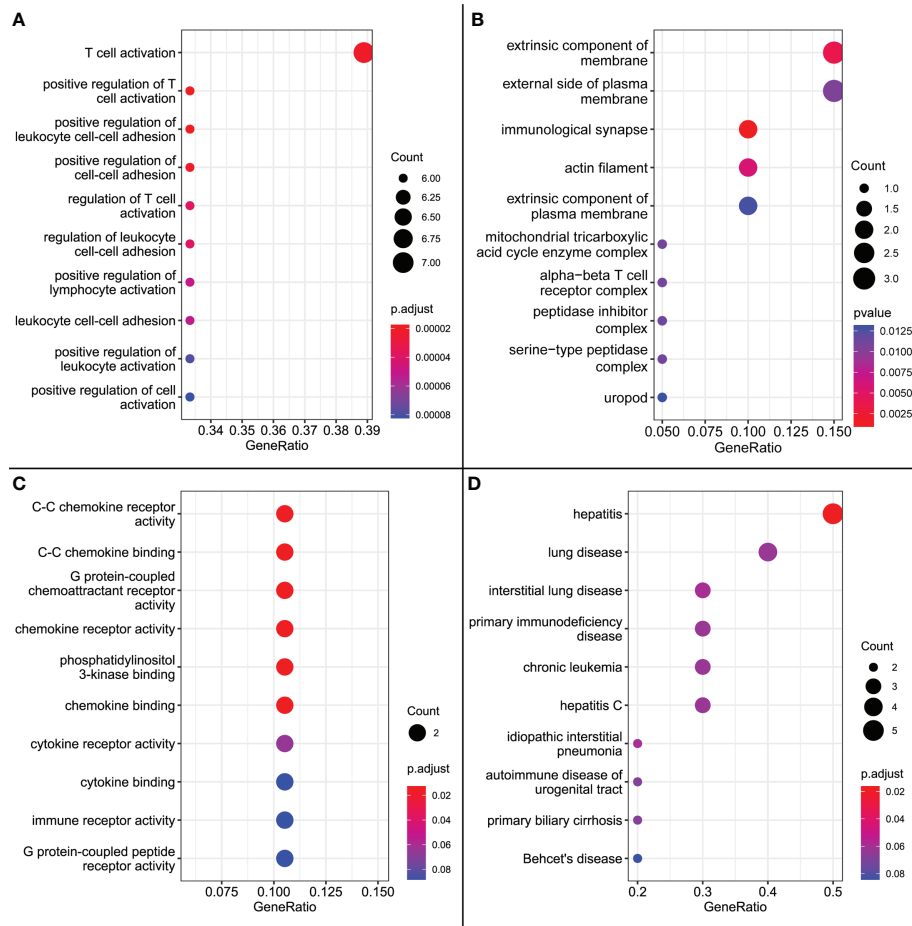 A
T cell activation
positive regulation of T
cell activation
positive regulation of
leukocyte cell-cell adhesion
positive regulation of
cell-cell adhesion
regulation of T cell
activation
regulation of leukocyte
cell-cell adhesion
positive regulation of
lymphocyte activation
leukocyte cell-cell adhesion
positive regulation of
leukocyte activation
positive regulation of cell
activation
0.34 0.35 0.36 0.37 0.38 0.39
GeneRatio
Count
6.00
6.25
6.50
6.75
7.00
p.adjust
0.00002
0.00004
0.00006
0.00008
B
extrinsic component of
membrane
external side of plasma
membrane
immunological synapse
actin filament
extrinsic component of
plasma membrane
mitochondrial tricarboxylic
acid cycle enzyme complex
alpha-beta T cell
receptor complex
peptidase inhibitor
complex
serine−type peptidase
complex
uropod
0.050 0.075 0.100 0.125 0.150
GeneRatio
Count
1.0
1.5
2.0
2.5
3.0
pvalue
0.0125
0.0100
0.0075
0.0050
0.0025
C
C-C chemokine receptor
activity
C-C chemokine binding
G protein-coupled
chemoattractant receptor
activity
chemokine receptor activity
phosphatidylinositol
3-kinase binding
chemokine binding
cytokine receptor activity
cytokine binding
immune receptor activity
G protein-coupled peptide
receptor activity
0.075 0.100 0.125 0.150
GeneRatio
Count
2
p.adjust
0.02
0.04
0.06
0.08
D
hepatitis
lung disease
interstitial lung disease
primary immunodeficiency
disease
chronic leukemia
hepatitis C
idiopathic interstitial
pneumonia
autoimmune disease of
urogenital tract
primary biliary cirrhosis
Behcet's disease
0.2 0.3 0.4 0.5
GeneRatio
Count
2
3
4
5
p.adjust
0.02
0.04
0.06
0.08